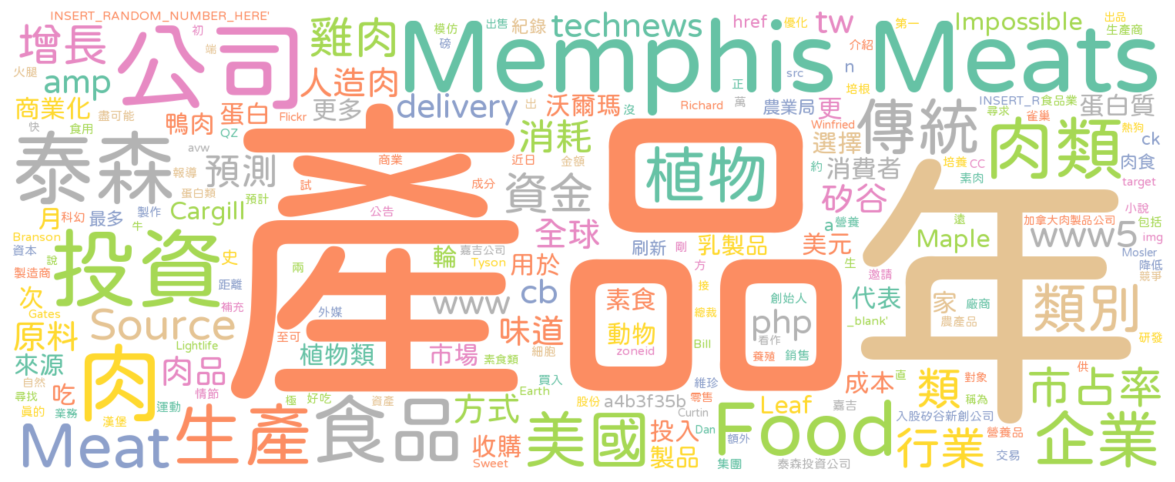 INSERT_RANDOM_NUMBER_HERE'
初
增長
公司
雞肉
模仿
出售
紀錄
technews
href
優化
tw
Impossible
出品
第一
生產商
Memphis
Meats
火腿
端
磅
介紹
正
src
n
培根
amp
人造肉
商業化
盡可能
蛋白
更多
delivery
出
沃爾瑪
沒
Richard
萬
農業局
更
INSERT_R
食品業
尋求
雀巢
蛋白質
快
食用
鴨肉
QZ
Flickr
消耗
Winfried
選擇
傳統
約
熱狗
ck
泰森
avw
報導
蛋白類
預測
預計
商業
近日
金額
試
成分
資金
植物
消費者
培養
CC
素肉
肉類
肉食
target
月
科幻
最多
製作
牛
Cargill
公告
產品
年
矽谷
a
營養
小說
加拿大肉製品公司
包括
www5
img
Branson
資本
說
史
投資
輪
嘉吉公司
Tyson
全球
刷新
剛
乳製品
美元
生
遠
邀請
Maple
Mosler
降低
競爭
製造商
次
距離
補充
兩
www
用於
cb
方
接
素食
動物
zoneid
總裁
創始人
php
看作
代表
家
廠商
農產品
類別
Gates
原料
Source
至可
外媒
味道
Bill
養殖
銷售
_blank'
研發
來源
Lightlife
植物類
市場
素食類
細胞
自然
尋找
吃
肉
肉品
情節
極
好吃
資產
Earth
買入
維珍
零售
成本
直
類
對象
稱為
供
市占率
真的
業務
漢堡
運動
方式
股份
a4b3f35b
Curtin
Leaf
嘉吉
入股矽谷新創公司
營養品
Meat
生產
食品
收購
Sweet
美國
投入
Dan
製品
集團
額外
Food
泰森投資公司
行業
交易
企業